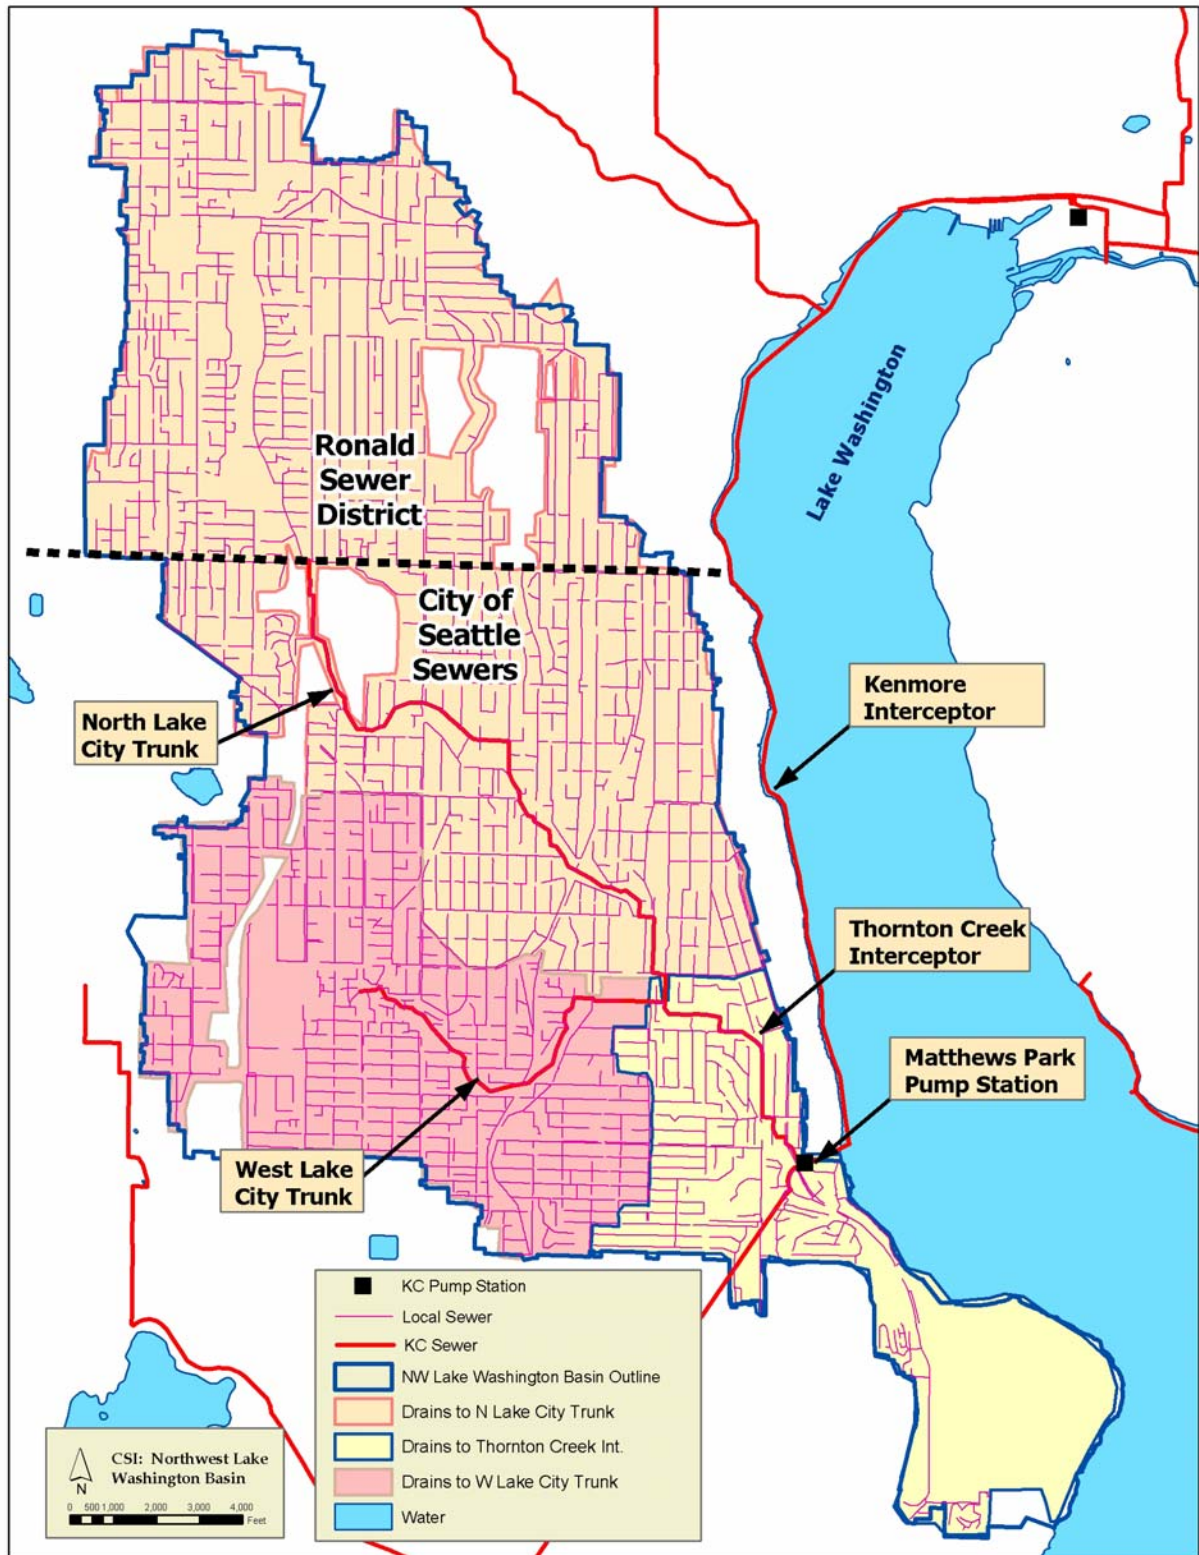 Lake Washington
Ronald
Sewer
District
City of
Seattle
Sewers
Kenmore
Interceptor
North Lake
City Trunk
Thornton Creek
Interceptor
Matthews Park
Pump Station
West Lake
City Trunk
KC Pump Station
Local Sewer
KC Sewer
NW Lake Washington Basin Outline
Drains to N Lake City Trunk
Drains to Thornton Creek Int.
Drains to W Lake City Trunk
Water
CSI: Northwest Lake
Washington Basin
N
0 500 1,000 2,000 3,000 4,000
Feet